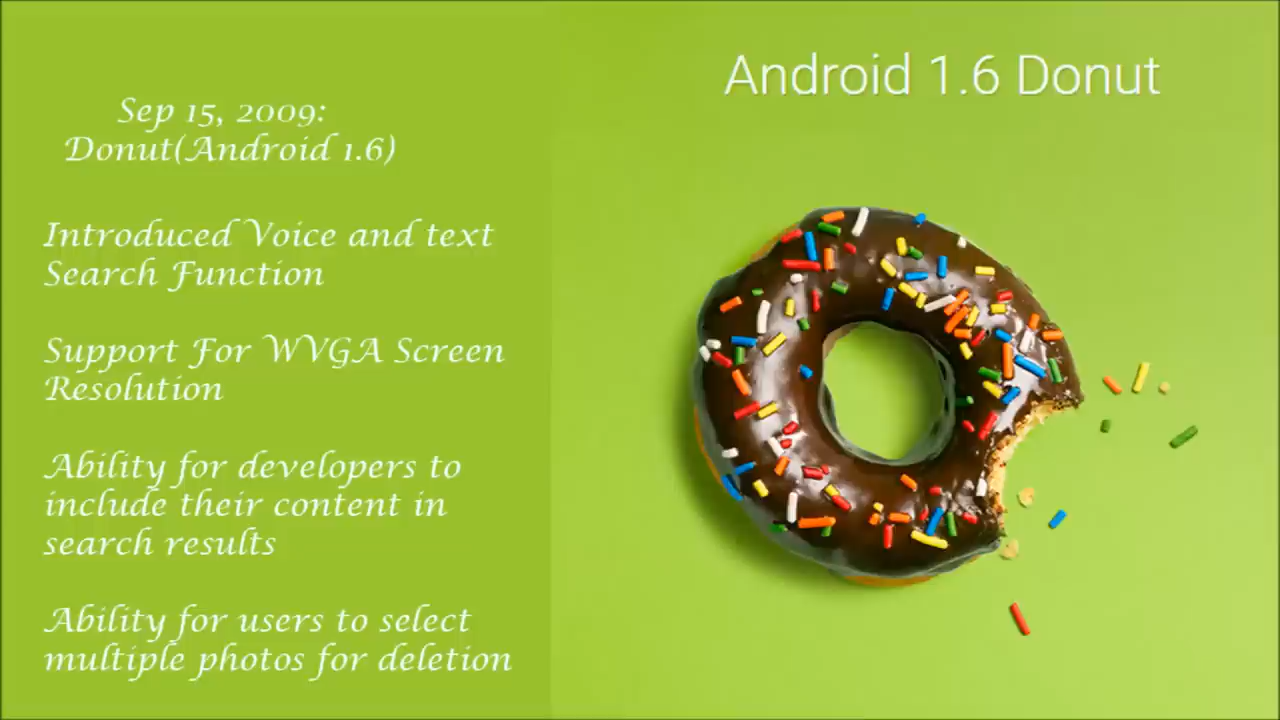 Sep 15, 2009:
Donut(Android 1.6)
Introduced Voice and text
Search Function
Support For WVGA Screen
Resolution
Ability for developers to
include their content in
search results
Ability for users to select
multiple photos for deletion
Android 1.6 Donut